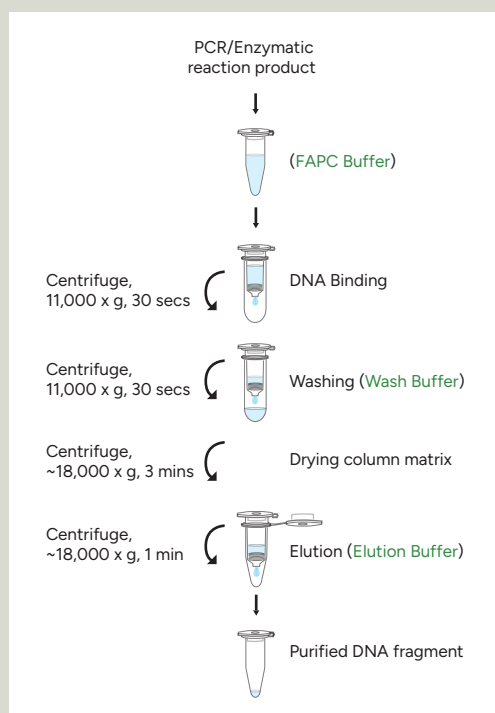 PCR/Enzymatic
reaction product
(FAPC Buffer)
Centrifuge,
11,000 x g, 30 secs
DNA Binding
Centrifuge,
11,000 x g, 30 secs
Washing (Wash Buffer)
Centrifuge,
~18,000 x g, 3 mins
Drying column matrix
Centrifuge,
~18,000 x g, 1 min
Elution (Elution Buffer)
Purified DNA fragment